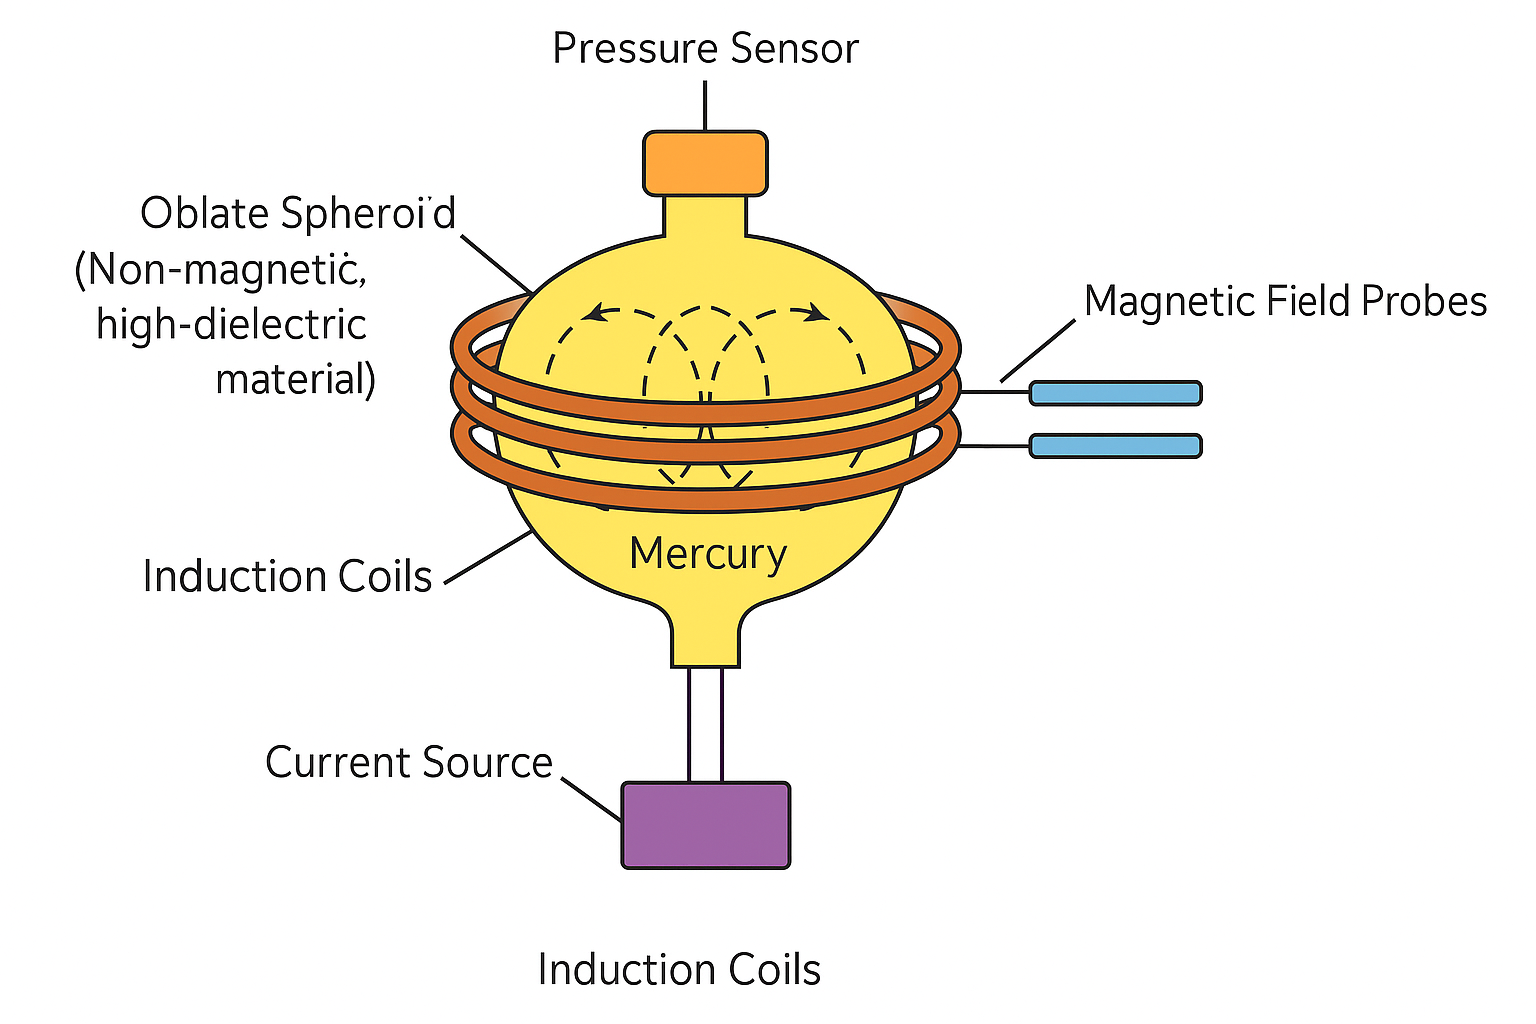 Pressure Sensor
Oblate Spheroid
(Non-magnetic,
high-dielectric
material)
Magnetic Field Probes
Mercury
Induction Coils
Current Source
Induction Coils